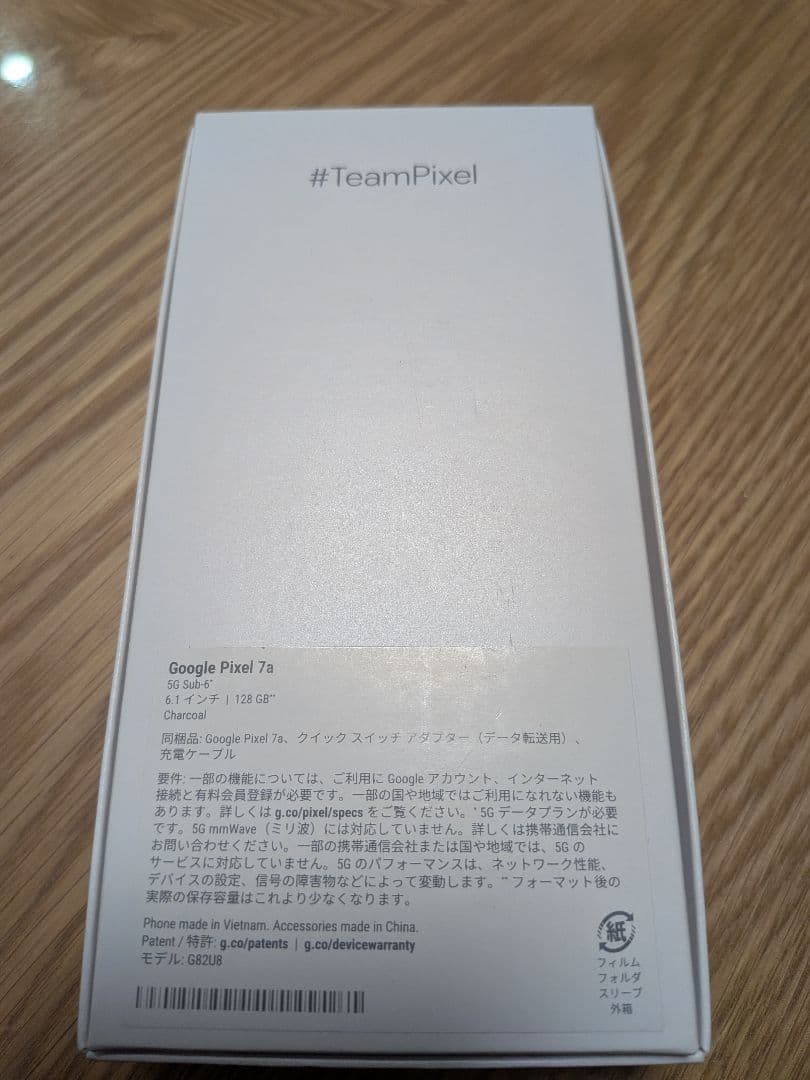 #TeamPixel
Google Pixel 7a
5G Sub-6*
6.1 インチ | 128 GB**
Charcoal
同梱品: Google Pixel 7a、クイック スイッチ アダプター（データ転送用）、
充電ケーブル
要件: 一部の機能については、ご利用に Google アカウント、インターネット
接続と有料会員登録が必要です。一部の国や地域ではご利用になれない機能も
あります。詳しくは g.co/pixel/specs をご覧ください。* 5G データプランが必要
です。5G mmWave（ミリ波）には対応していません。詳しくは携帯通信会社に
お問い合わせください。一部の携帯通信会社または国や地域では、5G の
サービスに対応していません。5G のパフォーマンスは、ネットワーク性能、
デバイスの設定、信号の障害物などによって変動します。** フォーマット後の
実際の保存容量はこれより少なくなります。
Phone made in Vietnam. Accessories made in China.
Patent / 特許: g.co/patents | g.co/devicewarranty
モデル: G82U8
紙
フィルム
フォルダ
スリーブ
外箱